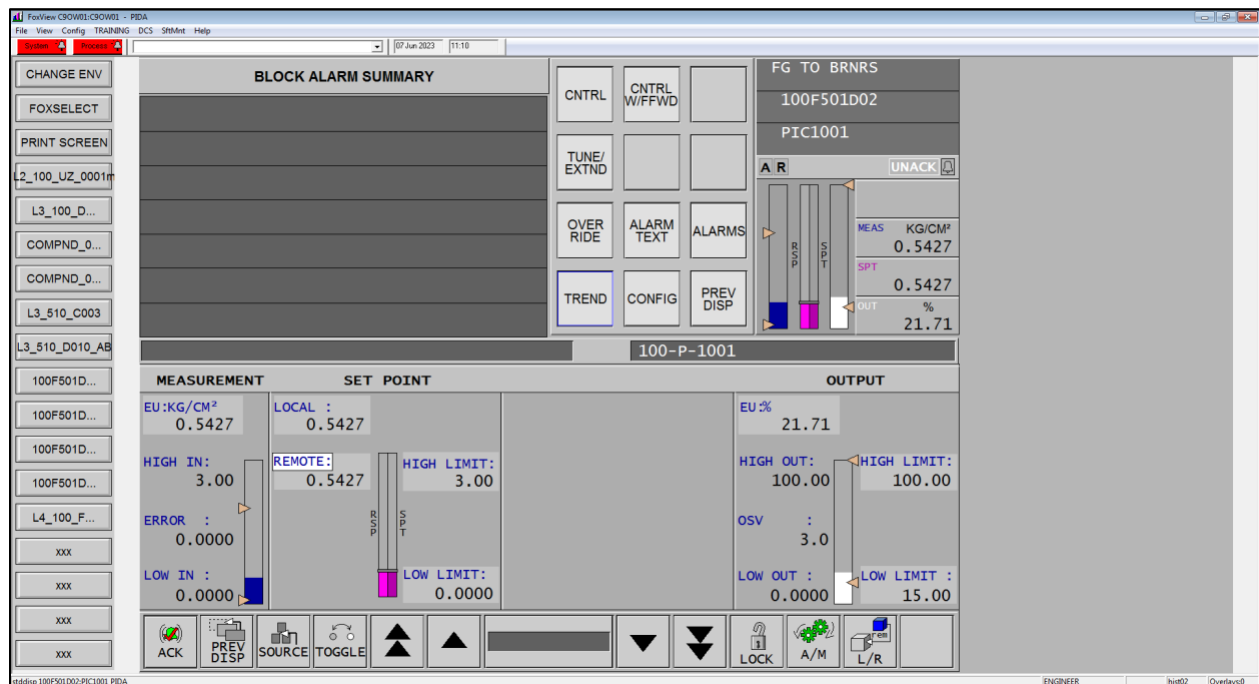 FoxView C9OW01:C9OW01 - PIDA
File View Config TRAINING DCS SftMnt Help
System Process 07 Jun 2023 11:10
CHANGE ENV
FOXSELECT
PRINT SCREEN
L2_100_UZ_0001m
L3_100_D...
COMPND_0...
COMPND_0...
L3_510_C003
L3_510_D010_AB
100F501D...
100F501D...
100F501D...
100F501D...
L4_100_F...
xxx
xxx
xxx
xxx
BLOCK ALARM SUMMARY
CNTRL
CNTRL
W/FFWD
TUNE/
EXTND
OVER
RIDE
ALARM
TEXT
ALARMS
TREND
CONFIG
PREV
DISP
FG TO BRNRS
100F501D02
PIC1001
A R UNACK
RSP
SPT
MEAS KG/CM²
0.5427
SPT
0.5427
OUT %
21.71
100-P-1001
MEASUREMENT SET POINT OUTPUT
EU:KG/CM²
0.5427
HIGH IN:
3.00
ERROR :
0.0000
LOW IN :
0.0000
LOCAL :
0.5427
REMOTE:
0.5427
RSP
SPT
HIGH LIMIT:
3.00
LOW LIMIT:
0.0000
EU:%
21.71
HIGH OUT:
100.00
OSV :
3.0
LOW OUT :
0.0000
HIGH LIMIT:
100.00
LOW LIMIT :
15.00
ACK
PREV
DISP
SOURCE
TOGGLE
1
LOCK
A/M
rem
L/R
stddisp 100F501D02:PIC1001 PIDA ENGINEER hist02 Overlays:0